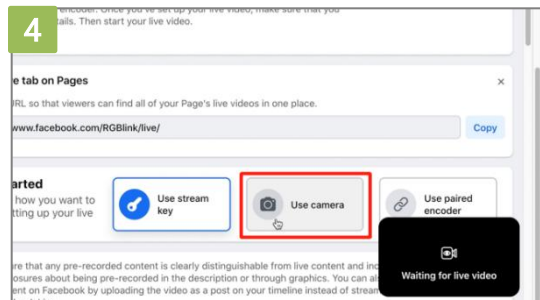 4
encoder. Once you've set up your live video, make sure that you
tails. Then start your live video.
e tab on Pages
URL so that viewers can find all of your Page's live videos in one place.
www.facebook.com/RGBlink/live/
Copy
arted
how you want to
tting up your live
Use stream
key
Use camera
Use paired
encoder
Waiting for live video
re that any pre-recorded content is clearly distinguishable from live content and inc
osures about being pre-recorded in the description or through graphics. You can al
ent on Facebook by uploading the video as a post on your timeline instead of stream